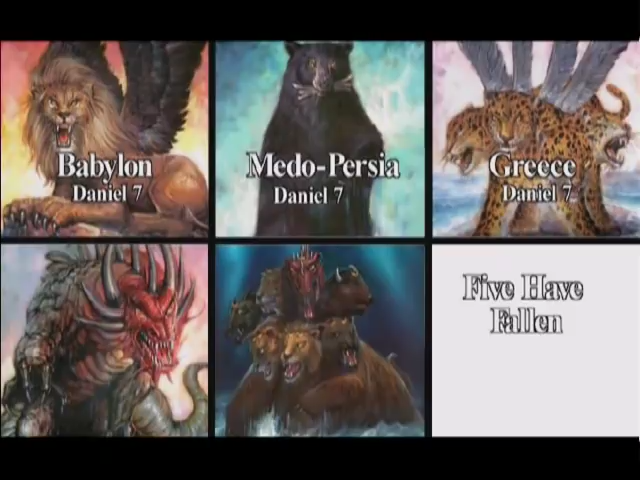 Babylon
Daniel 7
Medo-Persia
Daniel 7
Greece
Daniel 7
Five Have
Fallen